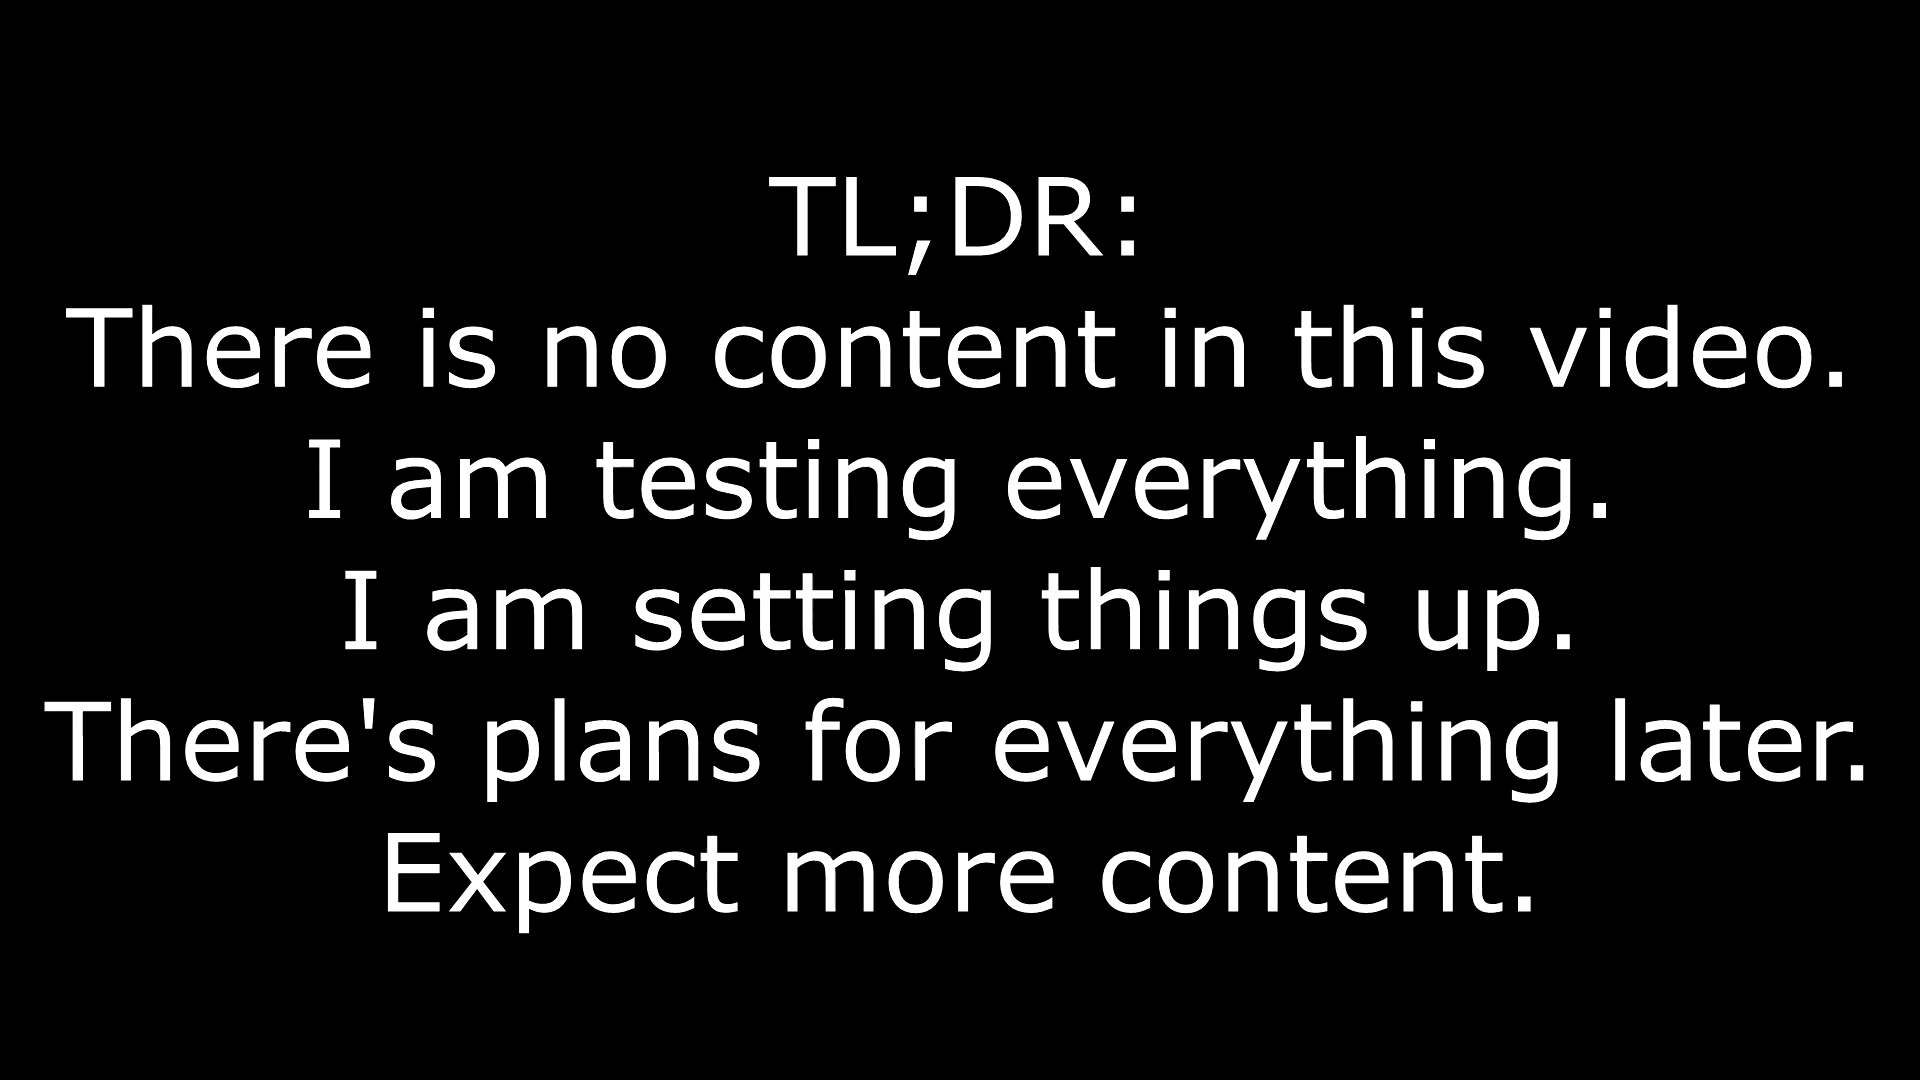 TL;DR:
There is no content in this video.
I am testing everything.
I am setting things up.
There's plans for everything later.
Expect more content.